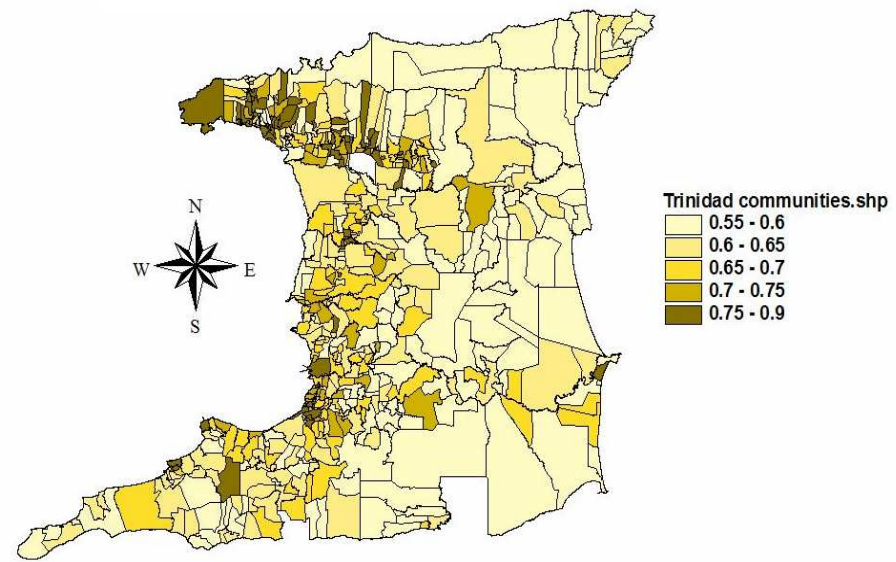 N
W E
S
Trinidad communities.shp
0.55 - 0.6
0.6 - 0.65
0.65 - 0.7
0.7 - 0.75
0.75 - 0.9